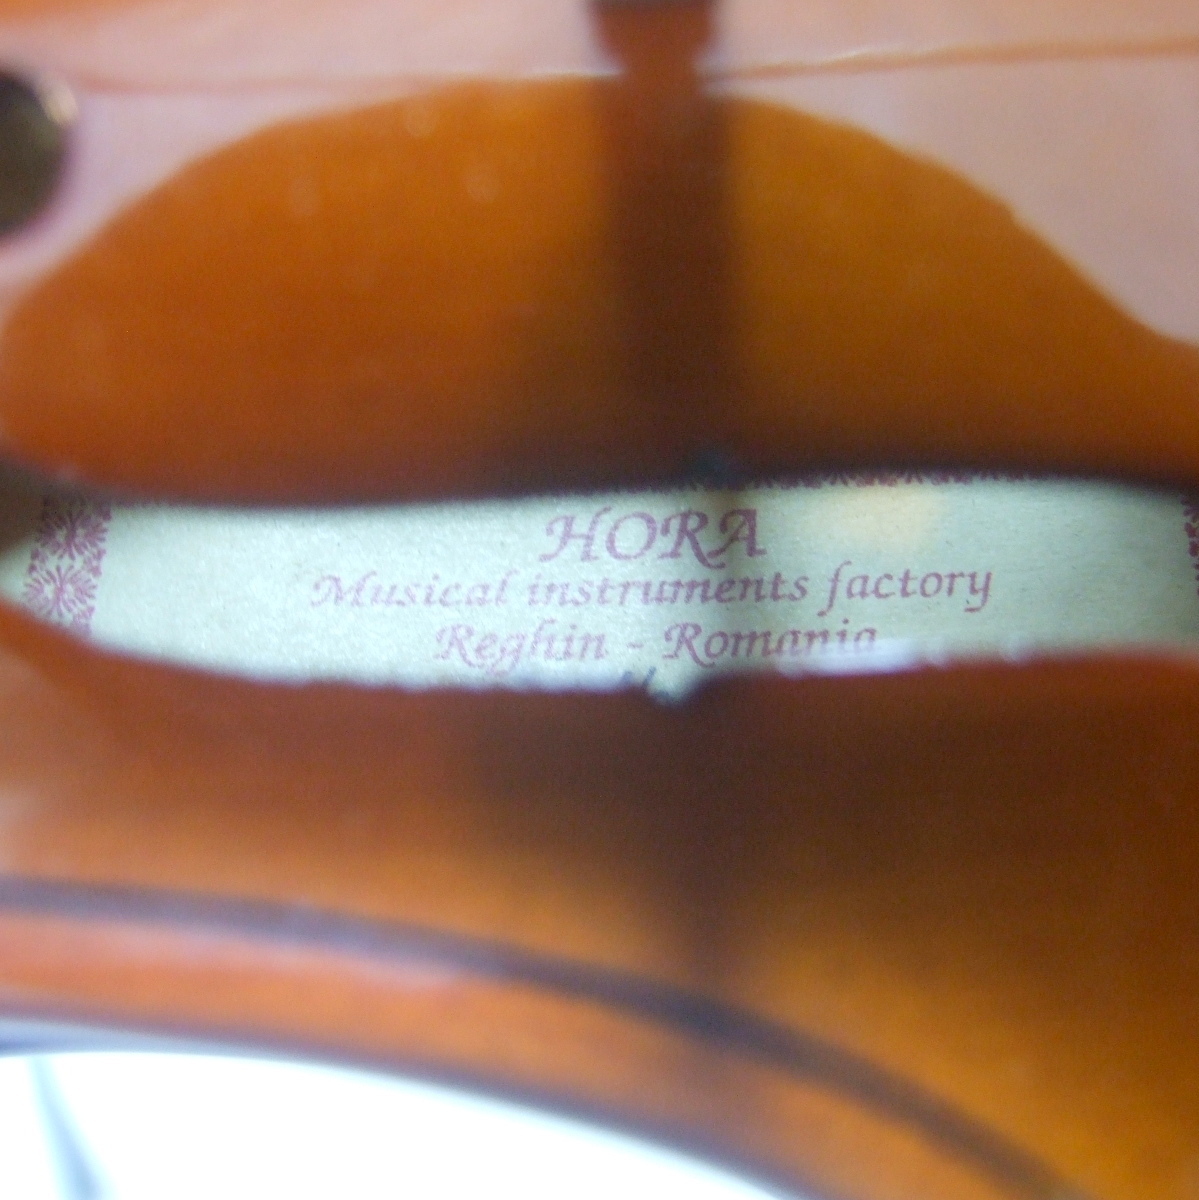 HORA
Musical instruments factory
Reghin - Romania